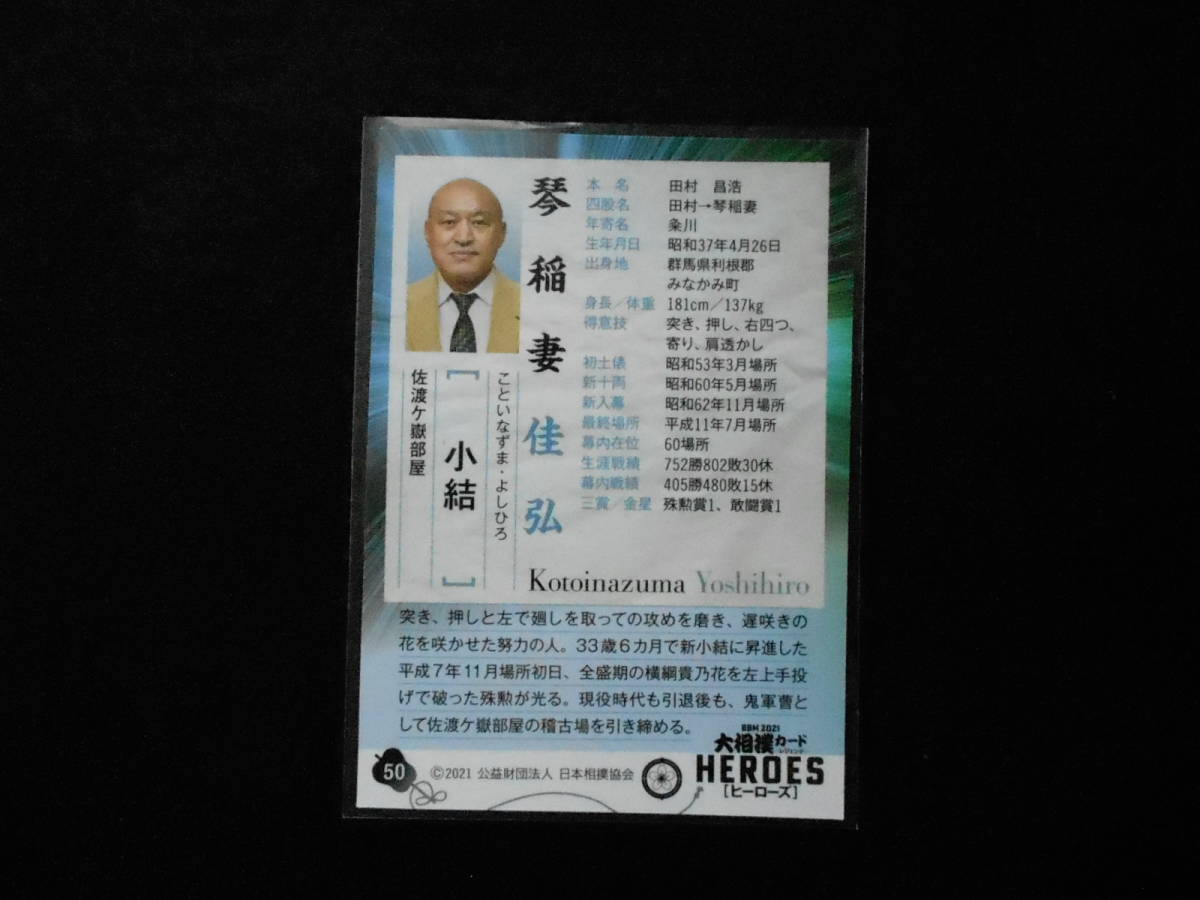 琴稲妻佳弘
こといなずま・よしひろ
[小結]
佐渡ケ嶽部屋
本名 田村 昌浩
四股名 田村→琴稲妻
年寄名 粂川
生年月日 昭和37年4月26日
出身地 群馬県利根郡
みなかみ町
身長/体重 181cm/137kg
得意技 突き、押し、右四つ、
寄り、肩透かし
初土俵 昭和53年3月場所
新十両 昭和60年5月場所
新入幕 昭和62年11月場所
最終場所 平成11年7月場所
幕内在位 60場所
生涯戦績 752勝802敗30休
幕内戦績 405勝480敗15休
三賞/金星 殊勲賞1、敢闘賞1
Kotoinazuma Yoshihiro
突き、押しと左で廻しを取っての攻めを磨き、遅咲きの
花を咲かせた努力の人。33歳6カ月で新小結に昇進した
平成7年11月場所初日、全盛期の横綱貴乃花を左上手投
げで破った殊勲が光る。現役時代も引退後も、鬼軍曹と
して佐渡ケ嶽部屋の稽古場を引き締める。
BBM 2021
大相撲カード
レジェンド
HEROES
[ヒーローズ]
50
©2021 公益財団法人 日本相撲協会